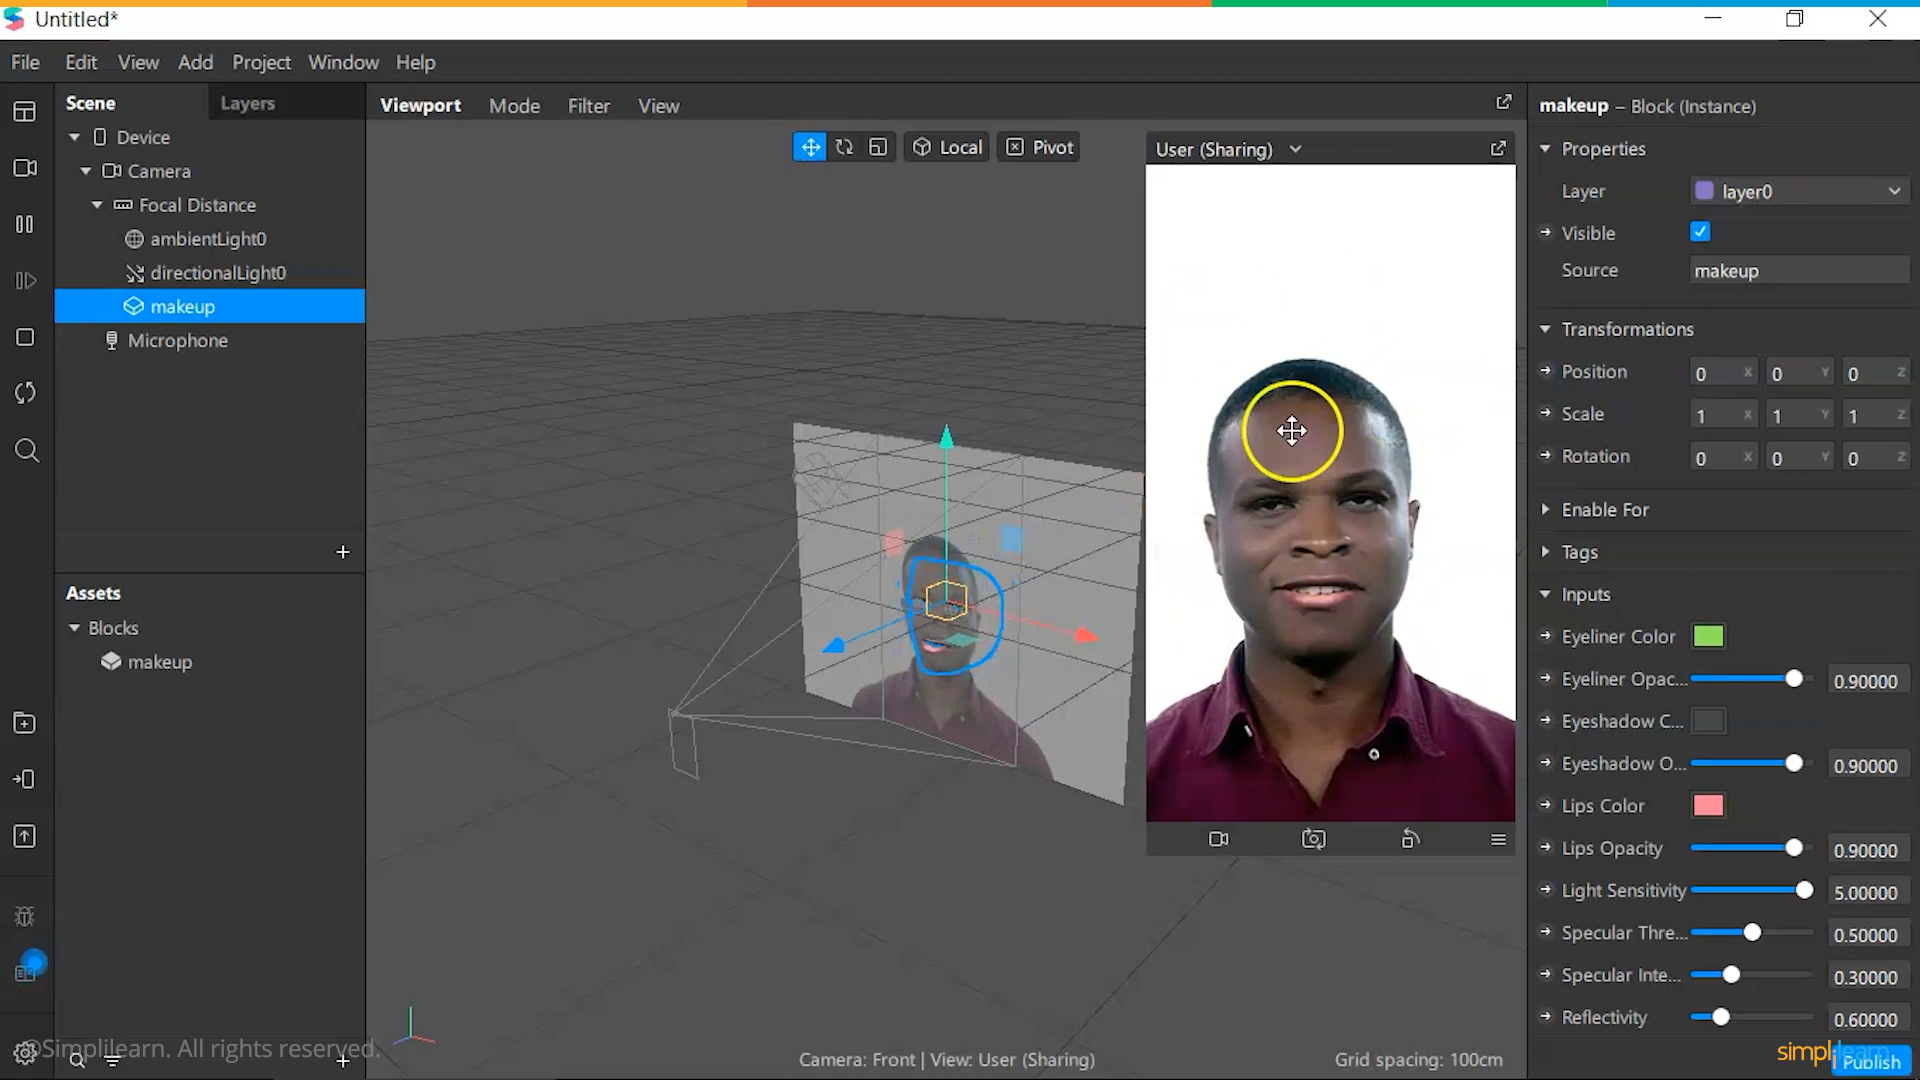 Untitled*
File Edit View Add Project Window Help
Scene Layers
Device
Camera
Focal Distance
ambientLight0
directionalLight0
makeup
Microphone
Assets
Blocks
makeup
Viewport Mode Filter View
Local Pivot
User (Sharing)
Camera: Front | View: User (Sharing)
Grid spacing: 100cm
makeup – Block (Instance)
Properties
Layer layer0
Visible
Source makeup
Transformations
Position 0 X 0 Y 0 Z
Scale 1 X 1 Y 1 Z
Rotation 0 X 0 Y 0 Z
Enable For
Tags
Inputs
Eyeliner Color
Eyeliner Opac... 0.90000
Eyeshadow C...
Eyeshadow O... 0.90000
Lips Color
Lips Opacity 0.90000
Light Sensitivity 5.00000
Specular Thre... 0.50000
Specular Inte... 0.30000
Reflectivity 0.60000
Publish
©Simplilearn. All rights reserved.
simplilearn